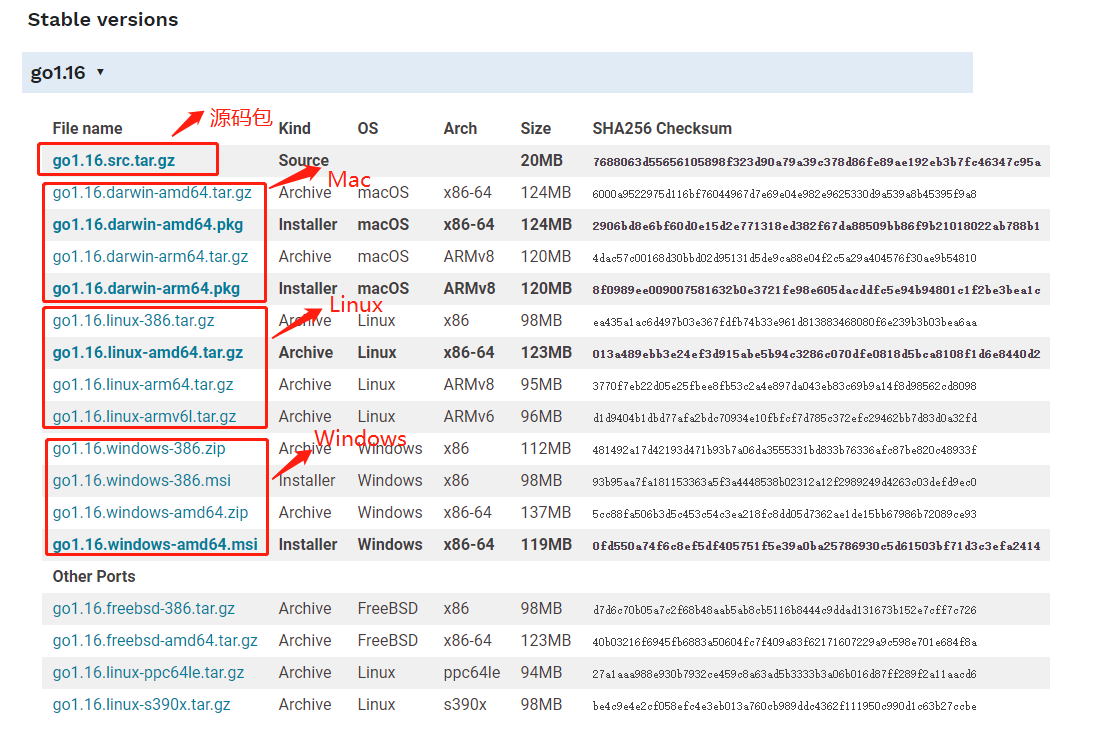 Stable versions
go1.16 ▾
File name 源码包 Kind OS Arch Size SHA256 Checksum
go1.16.src.tar.gz Source 20MB 7688063d55656105898f323d90a79a39c378d86fe89ae192eb3b7fc46347c95a
Mac
go1.16.darwin-amd64.tar.gz Archive macOS x86-64 124MB 6000a9522975d116bf76044967d7e69e04e982e9625330d9a539a8b45395f9a8
go1.16.darwin-amd64.pkg Installer macOS x86-64 124MB 2906bd8e6bf60d0e15d2e771318ed382f67da88509bb86f9b21018022ab788b1
go1.16.darwin-arm64.tar.gz Archive macOS ARMv8 120MB 4dac57c00168d30bbd02d95131d5de9ca88e04f2c5a29a404576f30ae9b54810
go1.16.darwin-arm64.pkg Installer macOS ARMv8 120MB 8f0989ee009007581632b0e3721fe98e605dacddfc5e94b94801c1f2be3bea1c
Linux
go1.16.linux-386.tar.gz Archive Linux x86 98MB ea435a1ac6d497b03e367fdfb74b33e961d813883468080f6e239b3b03bea6aa
go1.16.linux-amd64.tar.gz Archive Linux x86-64 123MB 013a489ebb3e24ef3d915abe5b94c3286c070dfe0818d5bca8108f1d6e8440d2
go1.16.linux-arm64.tar.gz Archive Linux ARMv8 95MB 3770f7eb22d05e25fbee8fb53c2a4e897da043eb83c69b9a14f8d98562cd8098
go1.16.linux-armv6l.tar.gz Archive Linux ARMv6 96MB d1d9404b1dbd77afa2bdc70934e10fbfcf7d785c372efc29462bb7d83d0a32fd
Windows
go1.16.windows-386.zip Archive Windows x86 112MB 481492a17d42193d471b93b7a06da3555331bd833b76336afc87be820c48933f
go1.16.windows-386.msi Installer Windows x86 98MB 93b95aa7fa181153363a5f3a4448538b02312a12f2989249d4263c03defd9ec0
go1.16.windows-amd64.zip Archive Windows x86-64 137MB 5cc88fa506b3d5c453c54c3ea218fc8dd05d7362ae1de15bb67986b72089ce93
go1.16.windows-amd64.msi Installer Windows x86-64 119MB 0fd550a74f6c8ef5df405751f5e39a0ba25786930c5d61503bf71d3c3efa2414
Other Ports
go1.16.freebsd-386.tar.gz Archive FreeBSD x86 98MB d7d6c70b05a7c2f68b48aab5ab8cb5116b8444c9ddad131673b152e7cff7c726
go1.16.freebsd-amd64.tar.gz Archive FreeBSD x86-64 123MB 40b03216f6945fb6883a50604fc7f409a83f62171607229a9c598e701e684f8a
go1.16.linux-ppc64le.tar.gz Archive Linux ppc64le 94MB 27a1aaa988e930b7932ce459c8a63ad5b3333b3a06b016d87ff289f2a11aacd6
go1.16.linux-s390x.tar.gz Archive Linux s390x 98MB be4c9e4e2cf058efc4e3eb013a760cb989ddc4362f111950c990d1c63b27ccbe